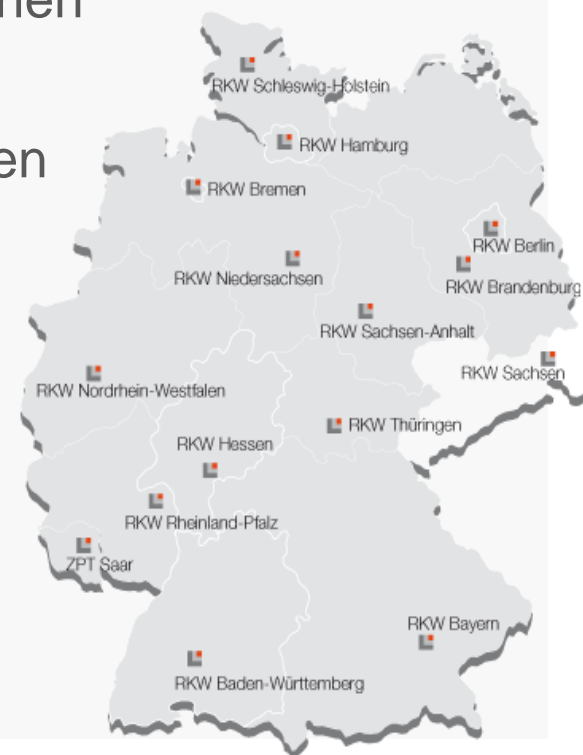 en
RKW Schleswig-Holstein
RKW Hamburg
RKW Bremen
RKW Berlin
RKW Niedersachsen
RKW Brandenburg
RKW Sachsen-Anhalt
RKW Sachsen
RKW Nordrhein-Westfalen
RKW Thüringen
RKW Hessen
RKW Rheinland-Pfalz
ZPT Saar
RKW Bayern
RKW Baden-Württemberg